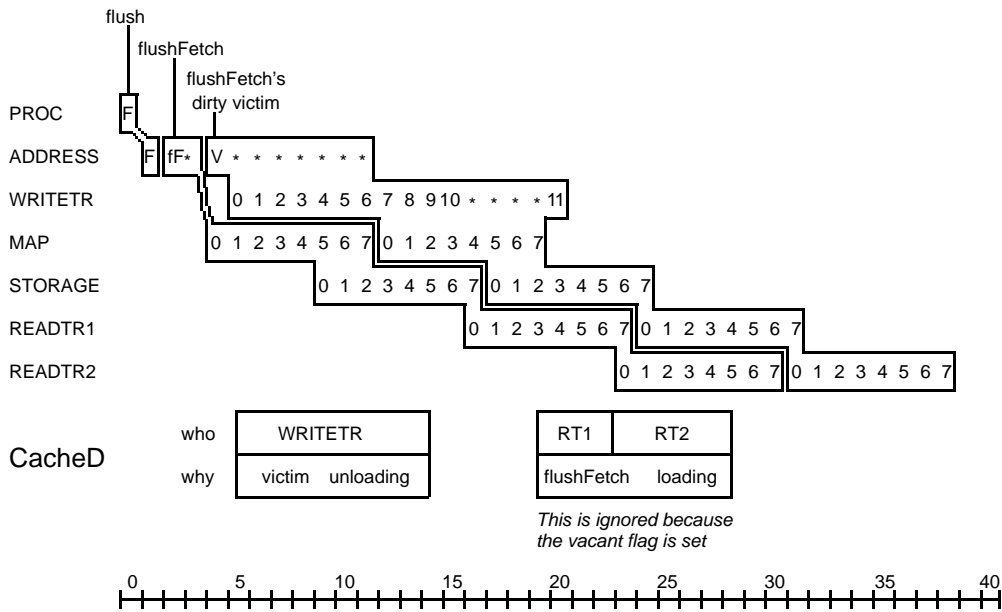 flush
flushFetch
flushFetch's
dirty victim
PROC F
ADDRESS F fF* V * * * * * * *
WRITETR 0 1 2 3 4 5 6 7 8 9 10 * * * * 11
MAP 0 1 2 3 4 5 6 7 0 1 2 3 4 5 6 7
STORAGE 0 1 2 3 4 5 6 7 0 1 2 3 4 5 6 7
READTR1 0 1 2 3 4 5 6 7 0 1 2 3 4 5 6 7
READTR2 0 1 2 3 4 5 6 7 0 1 2 3 4 5 6 7
who WRITETR RT1 RT2
CacheD
why victim unloading flushFetch loading
This is ignored because
the vacant flag is set
0 5 10 15 20 25 30 35 40